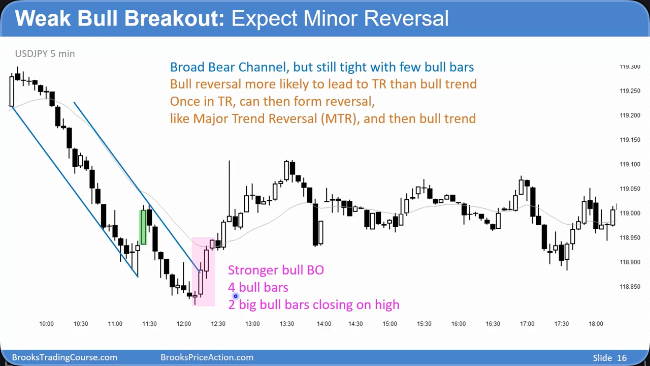 Weak Bull Breakout: Expect Minor Reversal
USDJPY 5 min
Broad Bear Channel, but still tight with few bull bars
Bull reversal more likely to lead to TR than bull trend
Once in TR, can then form reversal,
like Major Trend Reversal (MTR), and then bull trend
119.300
119.250
119.200
119.150
119.100
119.050
119.000
118.950
118.900
118.850
Stronger bull BO
4 bull bars
2 big bull bars closing on high
10:00 10:30 11:00 11:30 12:00 12:30 13:00 13:30 14:00 14:30 15:00 15:30 16:00 16:30 17:00 17:30 18:00
BrooksTradingCourse.com BrooksPriceAction.com Slide 16